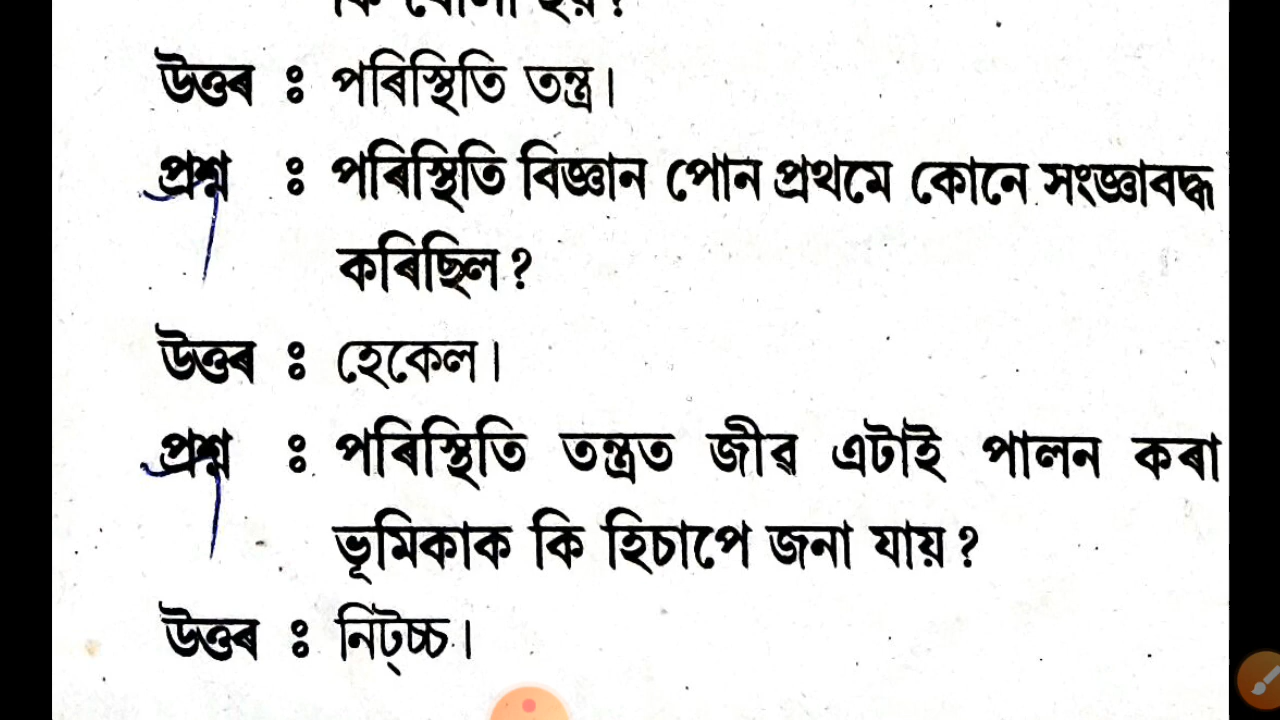 কি বোলা হয়?
উত্তৰ : পৰিস্থিতি তন্ত্ৰ।
প্ৰশ্ন : পৰিস্থিতি বিজ্ঞান পোন প্ৰথমে কোনে সংজ্ঞাবদ্ধ
কৰিছিল?
উত্তৰ : হেকেল।
প্ৰশ্ন : পৰিস্থিতি তন্ত্ৰত জীৱ এটাই পালন কৰা
ভূমিকাক কি হিচাপে জনা যায়?
উত্তৰ : নিট্চ্চ।